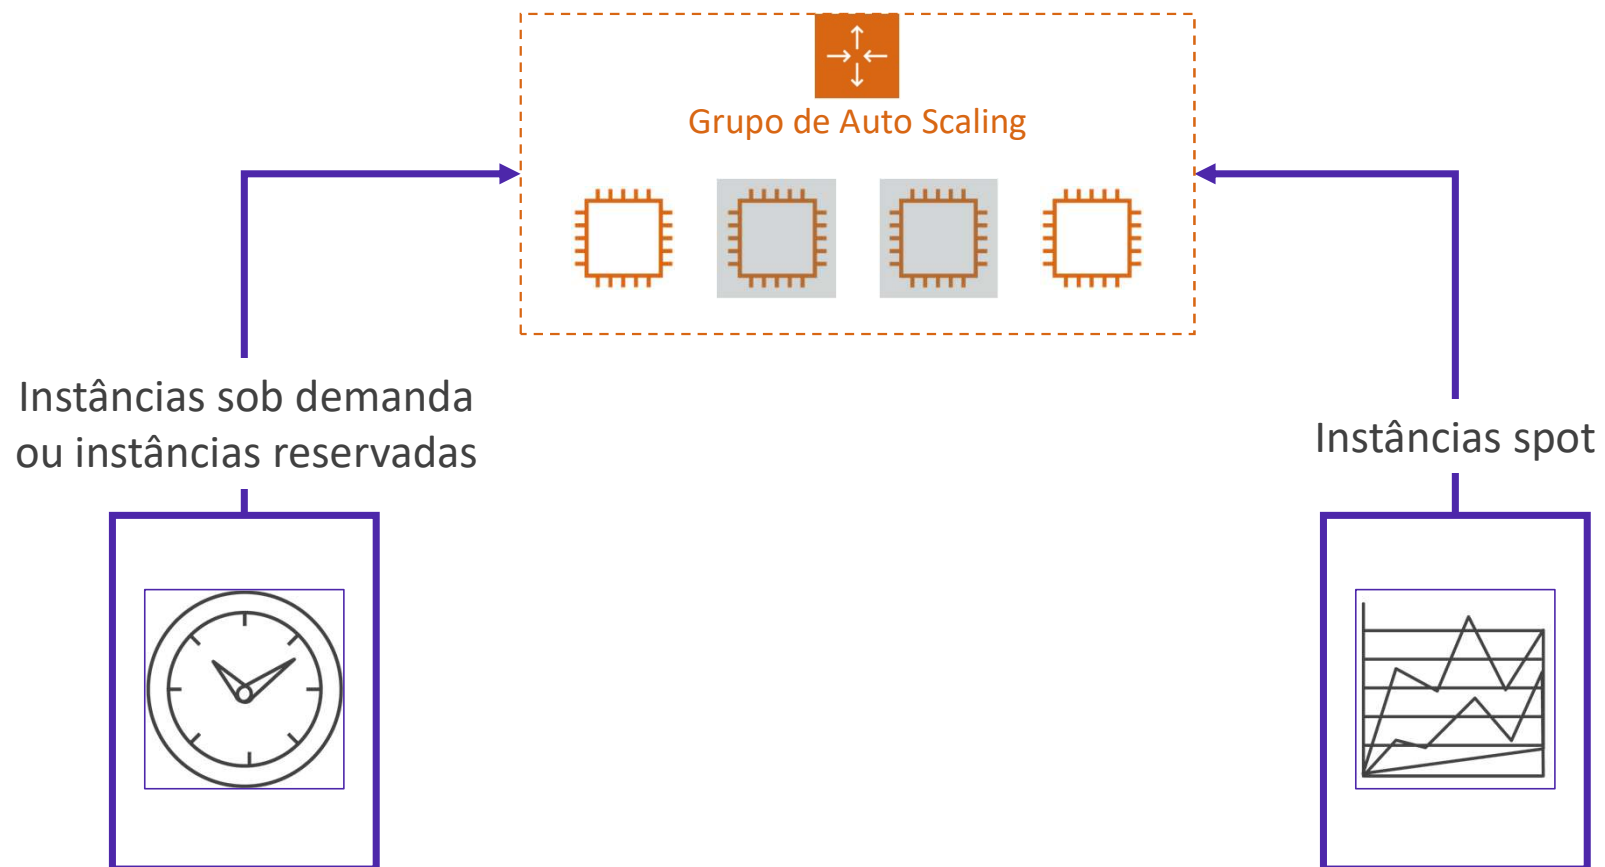 Grupo de Auto Scaling
Instâncias sob demanda
ou instâncias reservadas
Instâncias spot